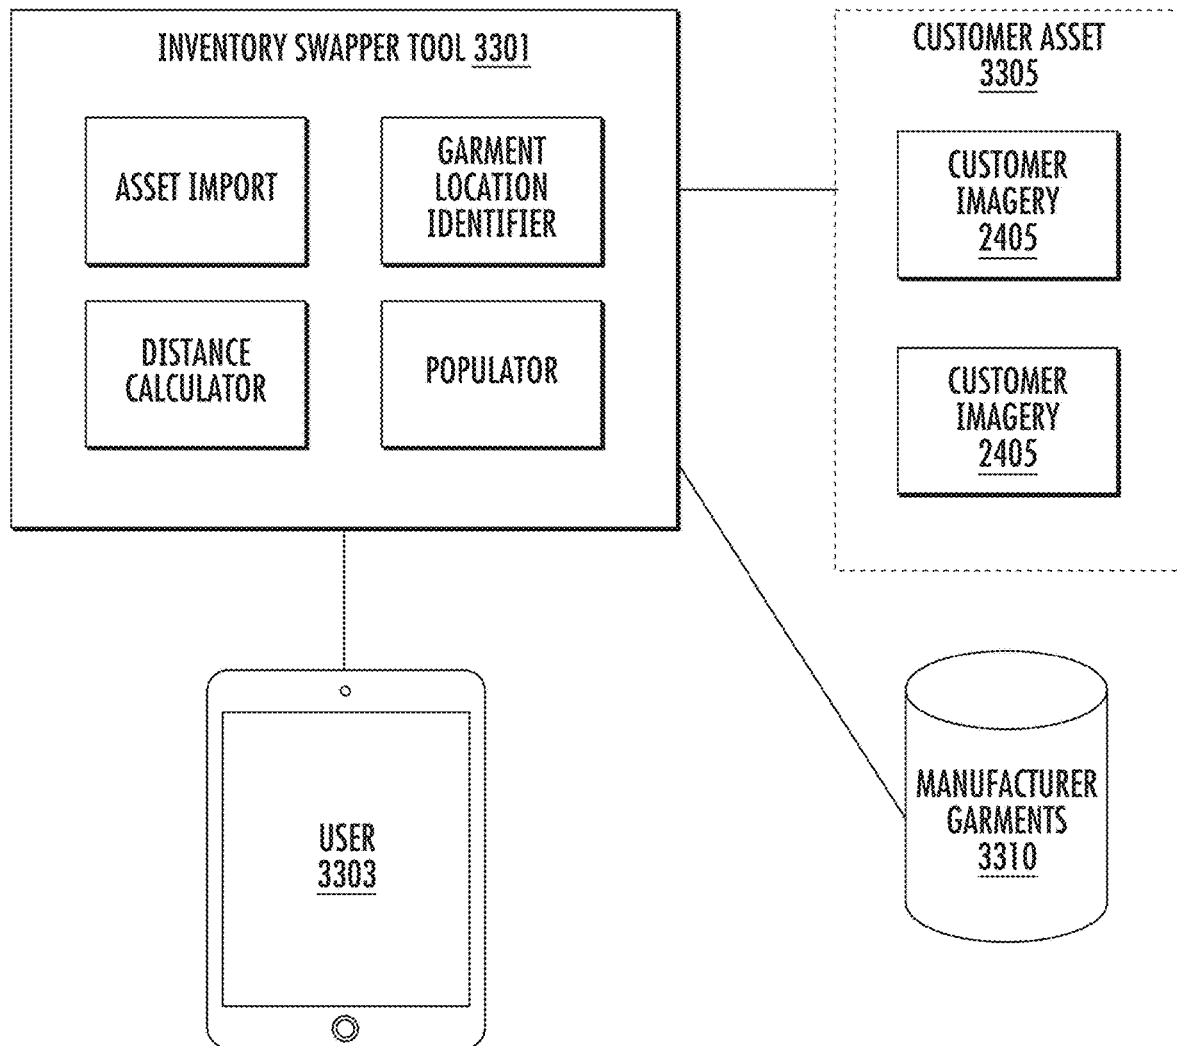 INVENTORY SWAPPER TOOL 3301
ASSET IMPORT
GARMENT
LOCATION
IDENTIFIER
DISTANCE
CALCULATOR
POPULATOR
CUSTOMER ASSET
3305
CUSTOMER
IMAGERY
2405
CUSTOMER
IMAGERY
2405
USER
3303
MANUFACTURER
GARMENTS
3310